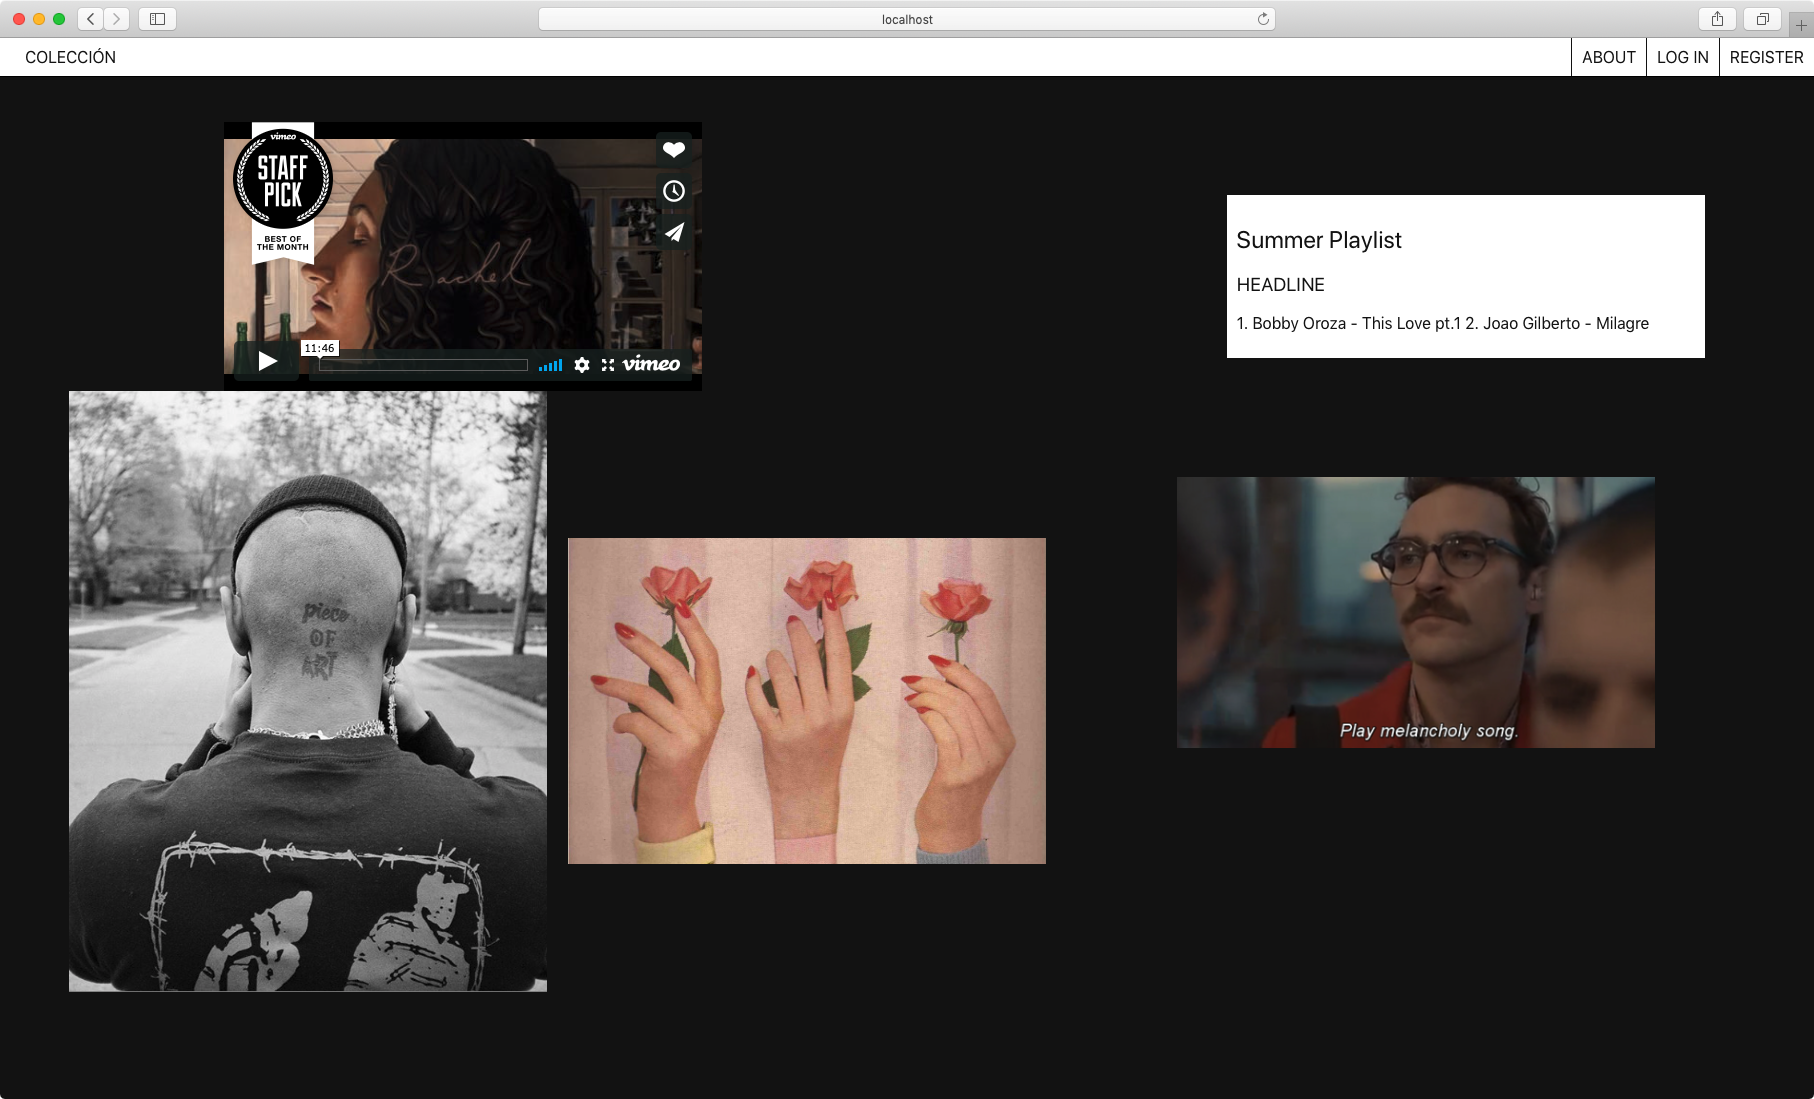 localhost
COLECCIÓN
ABOUT
LOG IN
REGISTER
vimeo
STAFF
PICK
BEST OF
THE MONTH
Rachel
11:46
vimeo
Summer Playlist
HEADLINE
1. Bobby Oroza - This Love pt.1 2. Joao Gilberto - Milagre
piece
OF
ART
Play melancholy song.